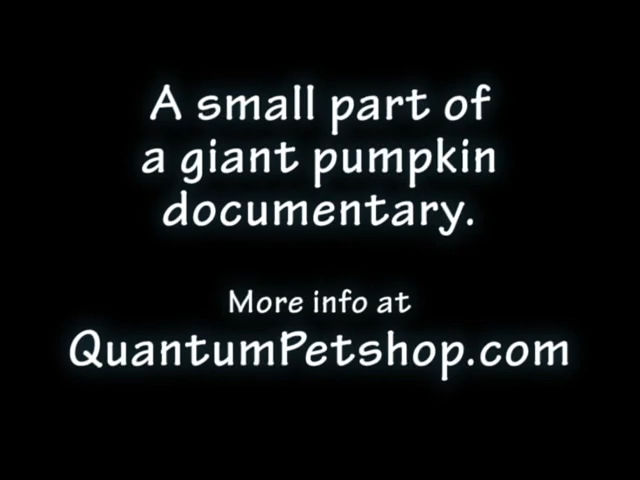 A small part of
a giant pumpkin
documentary.
More info at
QuantumPetshop.com